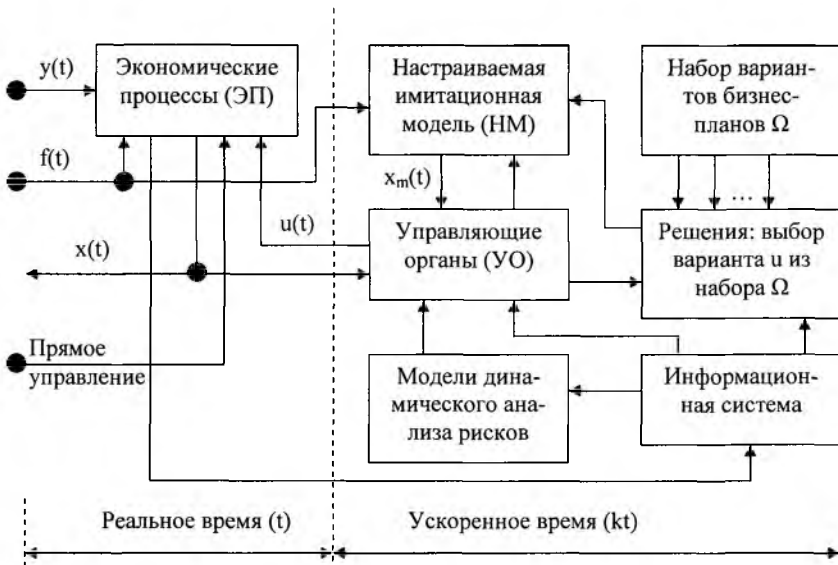 y(t)
Экономические
процессы (ЭП)
Настраиваемая
имитационная
модель (НМ)
Набор вариан-
тов бизнес-
планов Ω
f(t)
x(t)
u(t)
xₘ(t)
...
Управляющие
органы (УО)
Решения: выбор
варианта u из
набора Ω
Прямое
управление
Модели дина-
мического ана-
лиза рисков
Информацион-
ная система
Реальное время (t)
Ускоренное время (kt)